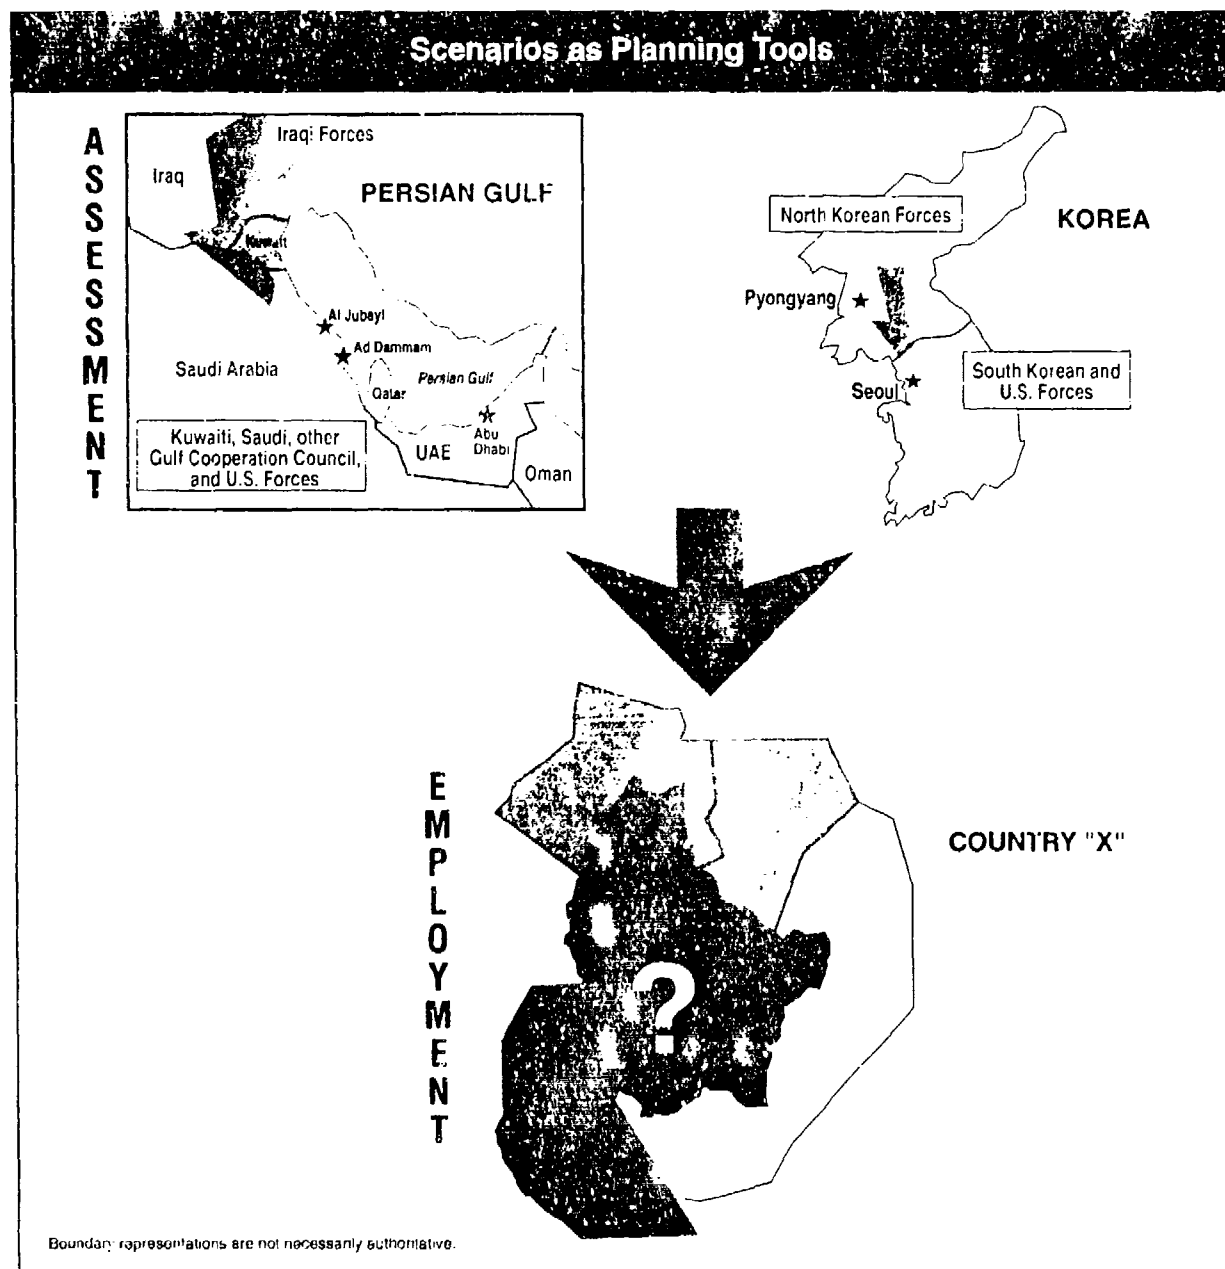 Scenarios as Planning Tools
ASSESSMENT
Iraqi Forces
Iraq
PERSIAN GULF
Kuwait
Al Jubayl
Ad Dammam
Saudi Arabia
Persian Gulf
Qatar
Abu
Dhabi
UAE
Oman
Kuwaiti, Saudi, other
Gulf Cooperation Council,
and U.S. Forces
North Korean Forces
KOREA
Pyongyang
Seoul
South Korean and
U.S. Forces
EMPLOYMENT
COUNTRY "X"
?
Boundary representations are not necessarily authoritative.